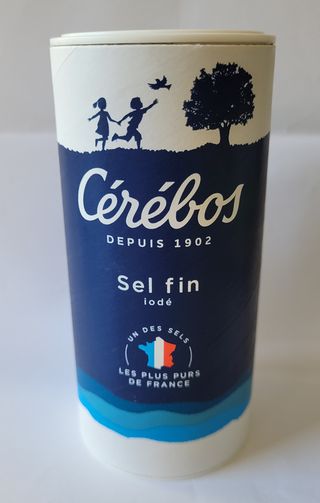 Cérébos
DEPUIS 1902
Sel fin
iodé
UN DES SELS
LES PLUS PURS
DE FRANCE